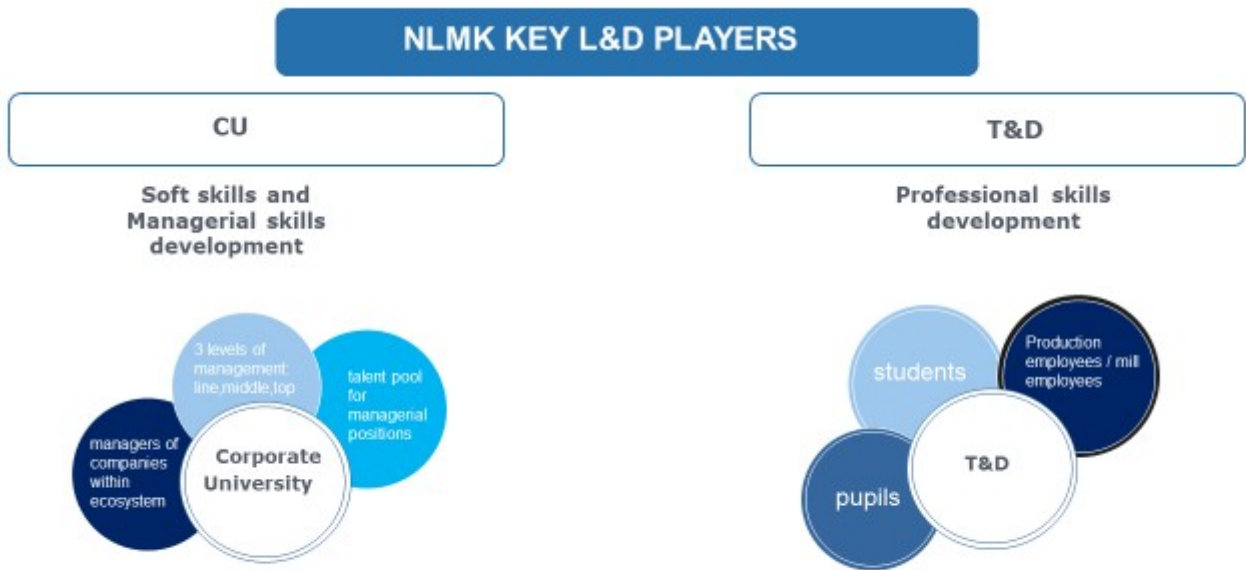 NLMK KEY L&D PLAYERS
CU
Soft skills and
Managerial skills
development
3 levels of
management:
line,middle,top
talent pool
for
managerial
positions
managers of
companies
within
ecosystem
Corporate
University
T&D
Professional skills
development
students
Production
employees / mill
employees
pupils
T&D